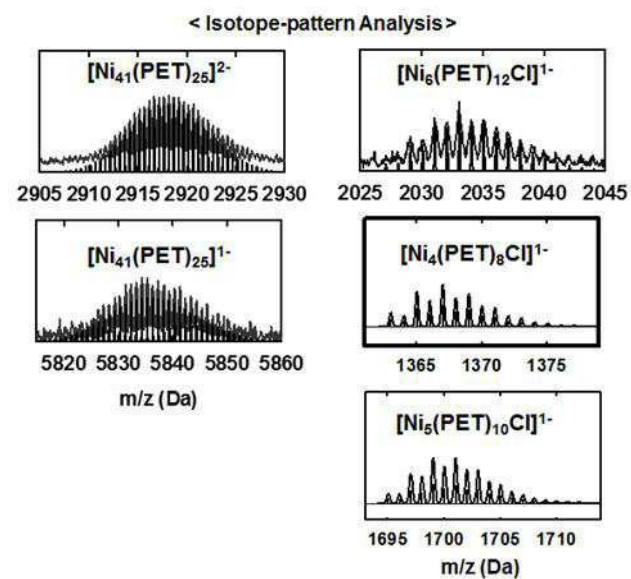 < Isotope-pattern Analysis>
[Ni₄₁(PET)₂₅]²⁻
2905 2910 2915 2920 2925 2930
[Ni₄₁(PET)₂₅]¹⁻
5820 5830 5840 5850 5860
m/z (Da)
[Ni₆(PET)₁₂Cl]¹⁻
2025 2030 2035 2040 2045
[Ni₄(PET)₈Cl]¹⁻
1365 1370 1375
[Ni₅(PET)₁₀Cl]¹⁻
1695 1700 1705 1710
m/z (Da)